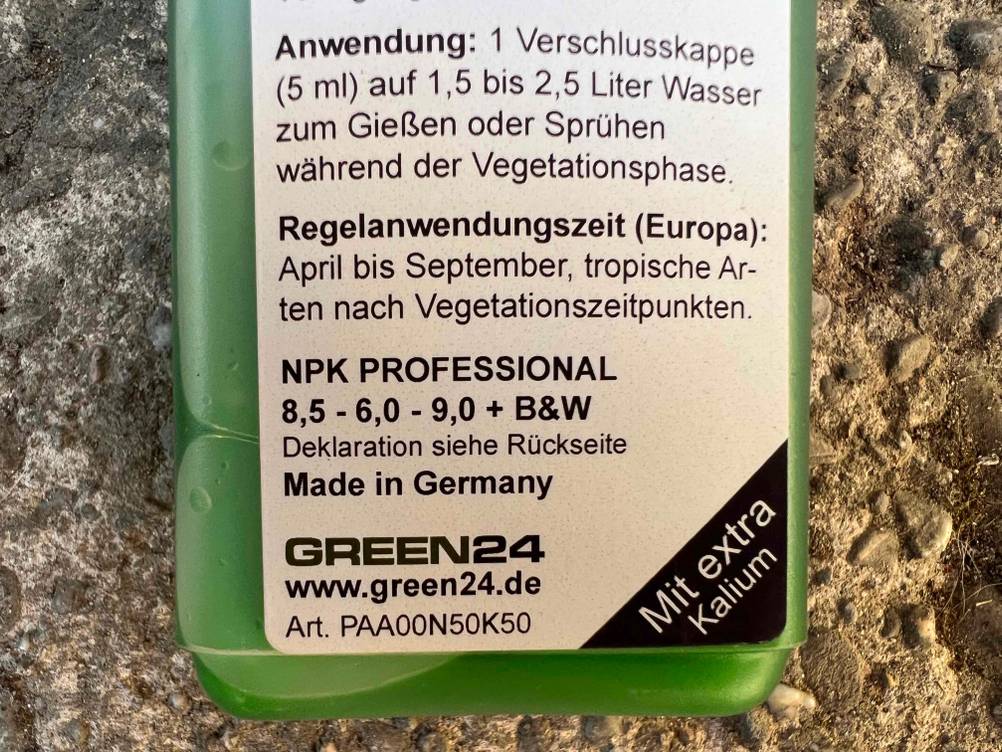 Anwendung: 1 Verschlusskappe
(5 ml) auf 1,5 bis 2,5 Liter Wasser
zum Gießen oder Sprühen
während der Vegetationsphase.
Regelanwendungszeit (Europa):
April bis September, tropische Ar-
ten nach Vegetationszeitpunkten.
NPK PROFESSIONAL
8,5 - 6,0 - 9,0 + B&W
Deklaration siehe Rückseite
Made in Germany
GREEN24
www.green24.de
Art. PAA00N50K50
Mit extra
Kalium